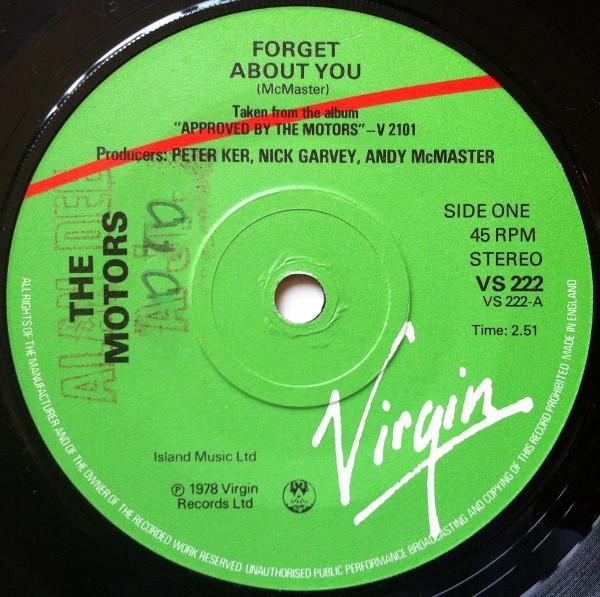 FORGET
ABOUT YOU
(McMaster)
Taken from the album
"APPROVED BY THE MOTORS"–V 2101
Producers: PETER KER, NICK GARVEY, ANDY McMASTER
THE
MOTORS
SIDE ONE
45 RPM
STEREO
VS 222
VS 222-A
Time: 2.51
Virgin
Island Music Ltd
℗ 1978 Virgin
Records Ltd
ALL RIGHTS OF THE MANUFACTURER AND OF THE OWNER OF THE RECORDED WORK RESERVED UNAUTHORISED PUBLIC PERFORMANCE BROADCASTING AND COPYING OF THIS RECORD PROHIBITED MADE IN ENGLAND